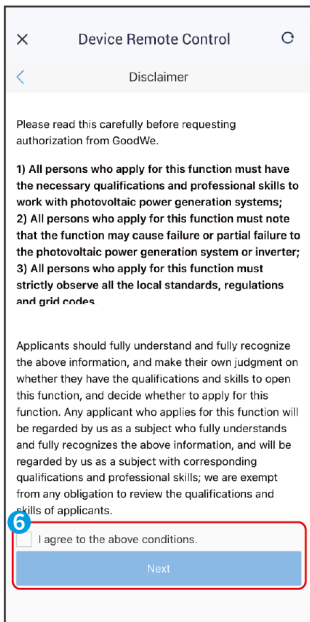 Device Remote Control
Disclaimer
Please read this carefully before requesting
authorization from GoodWe.
1) All persons who apply for this function must have
the necessary qualifications and professional skills to
work with photovoltaic power generation systems;
2) All persons who apply for this function must note
that the function may cause failure or partial failure to
the photovoltaic power generation system or inverter;
3) All persons who apply for this function must
strictly observe all the local standards, regulations
and grid codes
Applicants should fully understand and fully recognize
the above information, and make their own judgment on
whether they have the qualifications and skills to open
this function, and decide whether to apply for this
function. Any applicant who applies for this function will
be regarded by us as a subject who fully understands
and fully recognizes the above information, and will be
regarded by us as a subject with corresponding
qualifications and professional skills; we are exempt
from any obligation to review the qualifications and
skills of applicants.
6
I agree to the above conditions.
Next